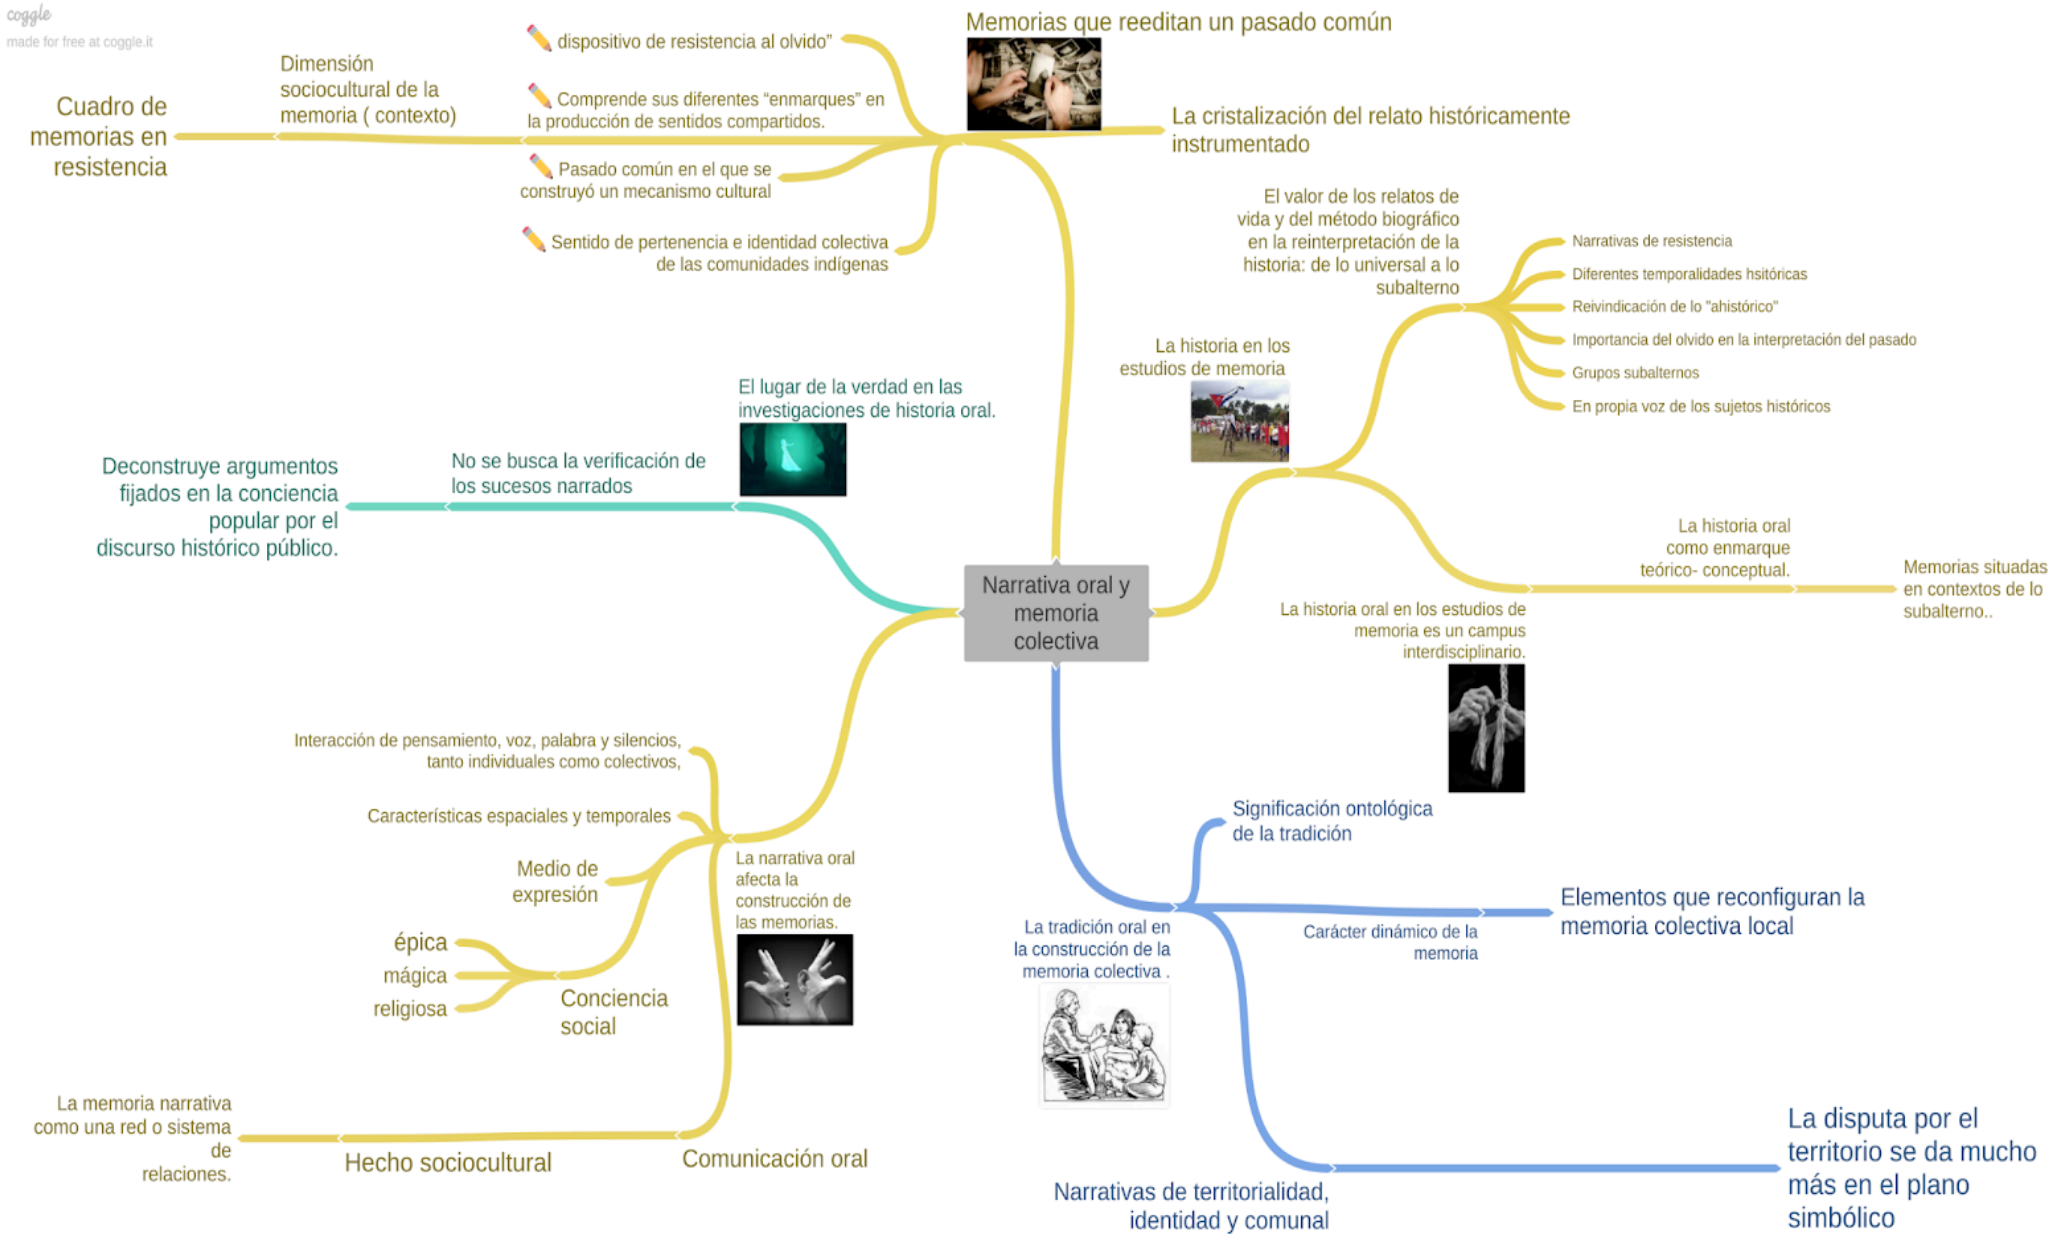 coggle
made for free at coggle.it
Memorias que reeditan un pasado común
dispositivo de resistencia al olvido”
Comprende sus diferentes “enmarques” en
la producción de sentidos compartidos.
Pasado común en el que se
construyó un mecanismo cultural
Sentido de pertenencia e identidad colectiva
de las comunidades indígenas
Dimensión
sociocultural de la
memoria ( contexto)
Cuadro de
memorias en
resistencia
La cristalización del relato históricamente
instrumentado
El valor de los relatos de
vida y del método biográfico
en la reinterpretación de la
historia: de lo universal a lo
subalterno
Narrativas de resistencia
Diferentes temporalidades hsitóricas
Reivindicación de lo "ahistórico"
Importancia del olvido en la interpretación del pasado
Grupos subalternos
En propia voz de los sujetos históricos
La historia en los
estudios de memoria
El lugar de la verdad en las
investigaciones de historia oral.
No se busca la verificación de
los sucesos narrados
Deconstruye argumentos
fijados en la conciencia
popular por el
discurso histórico público.
La historia oral
como enmarque
teórico- conceptual.
Memorias situadas
en contextos de lo
subalterno..
La historia oral en los estudios de
memoria es un campus
interdisciplinario.
Narrativa oral y
memoria
colectiva
Interacción de pensamiento, voz, palabra y silencios,
tanto individuales como colectivos,
Características espaciales y temporales
Medio de
expresión
La narrativa oral
afecta la
construcción de
las memorias.
épica
mágica
religiosa
Conciencia
social
La memoria narrativa
como una red o sistema
de
relaciones.
Hecho sociocultural
Comunicación oral
Significación ontológica
de la tradición
Elementos que reconfiguran la
memoria colectiva local
Carácter dinámico de la
memoria
La tradición oral en
la construcción de la
memoria colectiva .
Narrativas de territorialidad,
identidad y comunal
La disputa por el
territorio se da mucho
más en el plano
simbólico